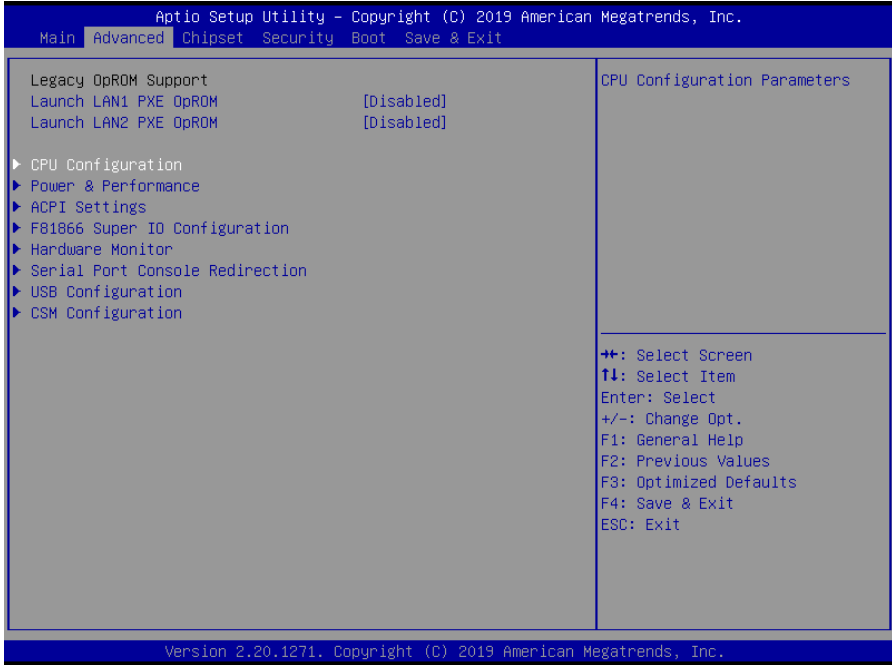 Aptio Setup Utility – Copyright (C) 2019 American Megatrends, Inc.
Main Advanced Chipset Security Boot Save & Exit
Legacy OpROM Support
Launch LAN1 PXE OpROM [Disabled]
Launch LAN2 PXE OpROM [Disabled]
CPU Configuration
Power & Performance
ACPI Settings
F81866 Super IO Configuration
Hardware Monitor
Serial Port Console Redirection
USB Configuration
CSM Configuration
CPU Configuration Parameters
→←: Select Screen
↑↓: Select Item
Enter: Select
+/-: Change Opt.
F1: General Help
F2: Previous Values
F3: Optimized Defaults
F4: Save & Exit
ESC: Exit
Version 2.20.1271. Copyright (C) 2019 American Megatrends, Inc.